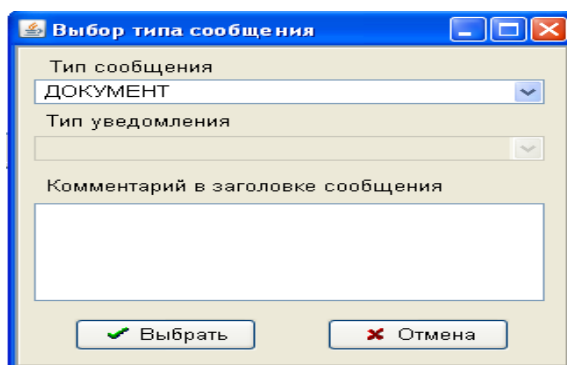 Выбор типа сообщения
Тип сообщения
ДОКУМЕНТ
Тип уведомления
Комментарий в заголовке сообщения
Выбрать
Отмена